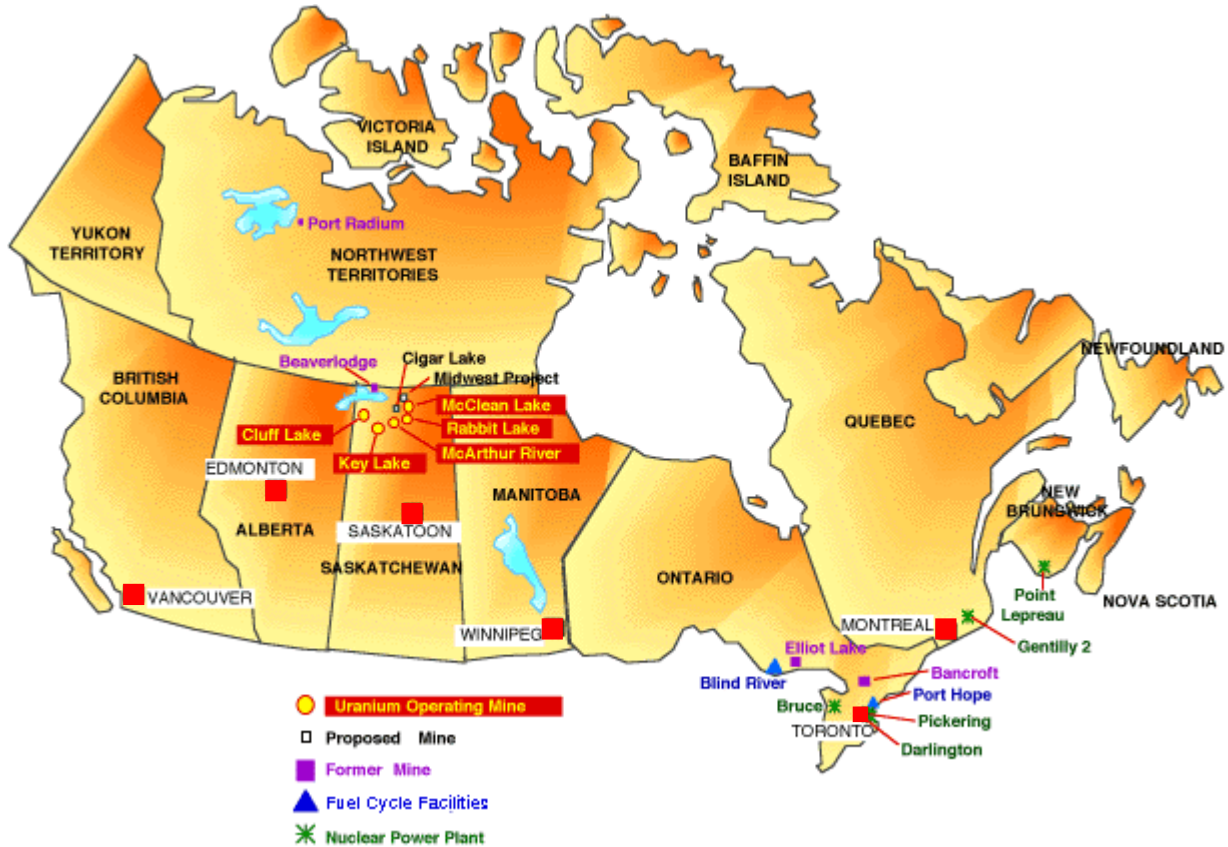 VICTORIA
ISLAND
BAFFIN
ISLAND
Port Radium
YUKON
TERRITORY
NORTHWEST
TERRITORIES
Beaverlodge
Cigar Lake
Midwest Project
NEWFOUNDLAND
BRITISH
COLUMBIA
McClean Lake
Rabbit Lake
McArthur River
Cluff Lake
Key Lake
QUEBEC
EDMONTON
MANITOBA
NEW
BRUNSWICK
ALBERTA
SASKATOON
SASKATCHEWAN
ONTARIO
VANCOUVER
Point
Lepreau
NOVA SCOTIA
WINNIPEG
MONTREAL
Gentilly 2
Elliot Lake
Blind River
Bancroft
Port Hope
Bruce
Pickering
TORONTO
Darlington
Uranium Operating Mine
Proposed Mine
Former Mine
Fuel Cycle Facilities
Nuclear Power Plant